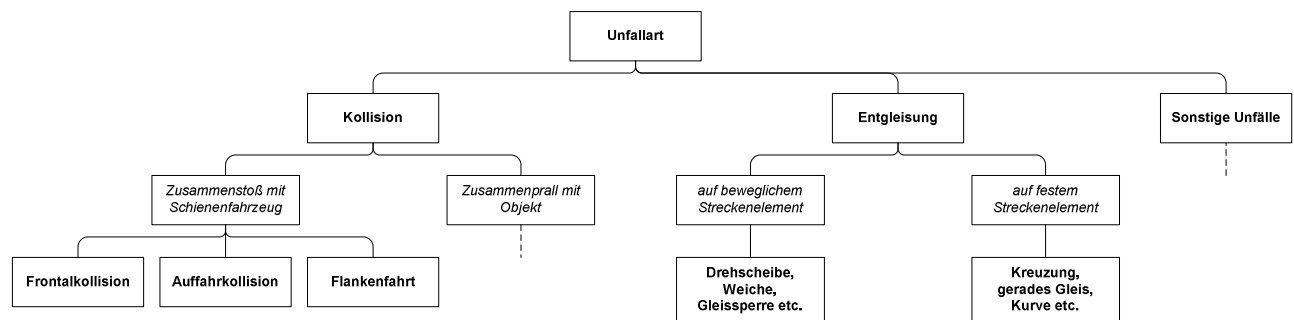 Unfallart
Kollision
Entgleisung
Sonstige Unfälle
Zusammenstoß mit
Schienenfahrzeug
Zusammenprall mit
Objekt
auf beweglichem
Streckenelement
auf festem
Streckenelement
Frontalkollision
Auffahrkollision
Flankenfahrt
Drehscheibe,
Weiche,
Gleissperre etc.
Kreuzung,
gerades Gleis,
Kurve etc.